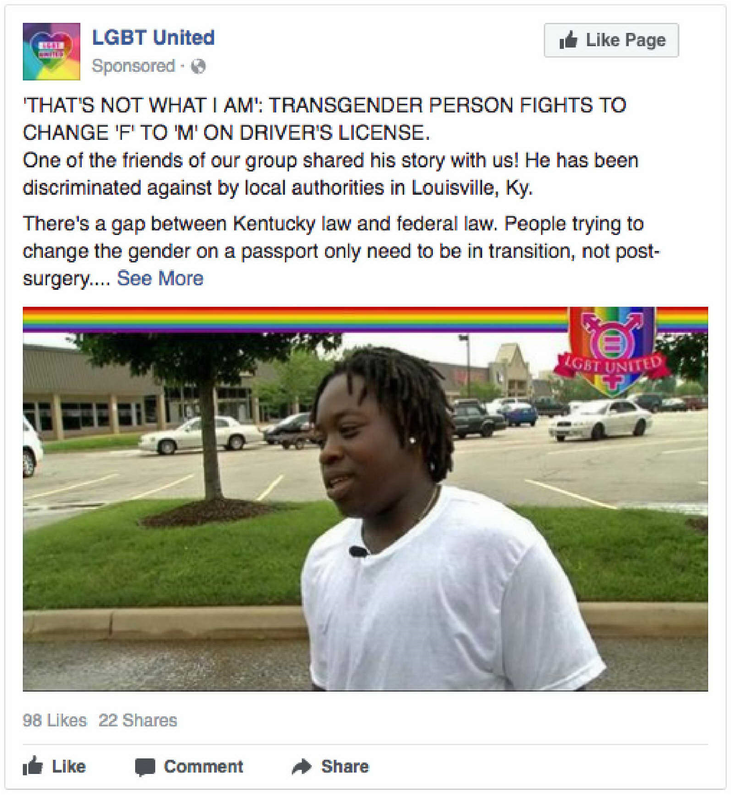 LGBT
UNITED
LGBT United
Like Page
Sponsored ·
'THAT'S NOT WHAT I AM': TRANSGENDER PERSON FIGHTS TO
CHANGE 'F' TO 'M' ON DRIVER'S LICENSE.
One of the friends of our group shared his story with us! He has been
discriminated against by local authorities in Louisville, Ky.
There's a gap between Kentucky law and federal law. People trying to
change the gender on a passport only need to be in transition, not post-
surgery.... See More
LGBT UNITED
98 Likes 22 Shares
Like Comment Share